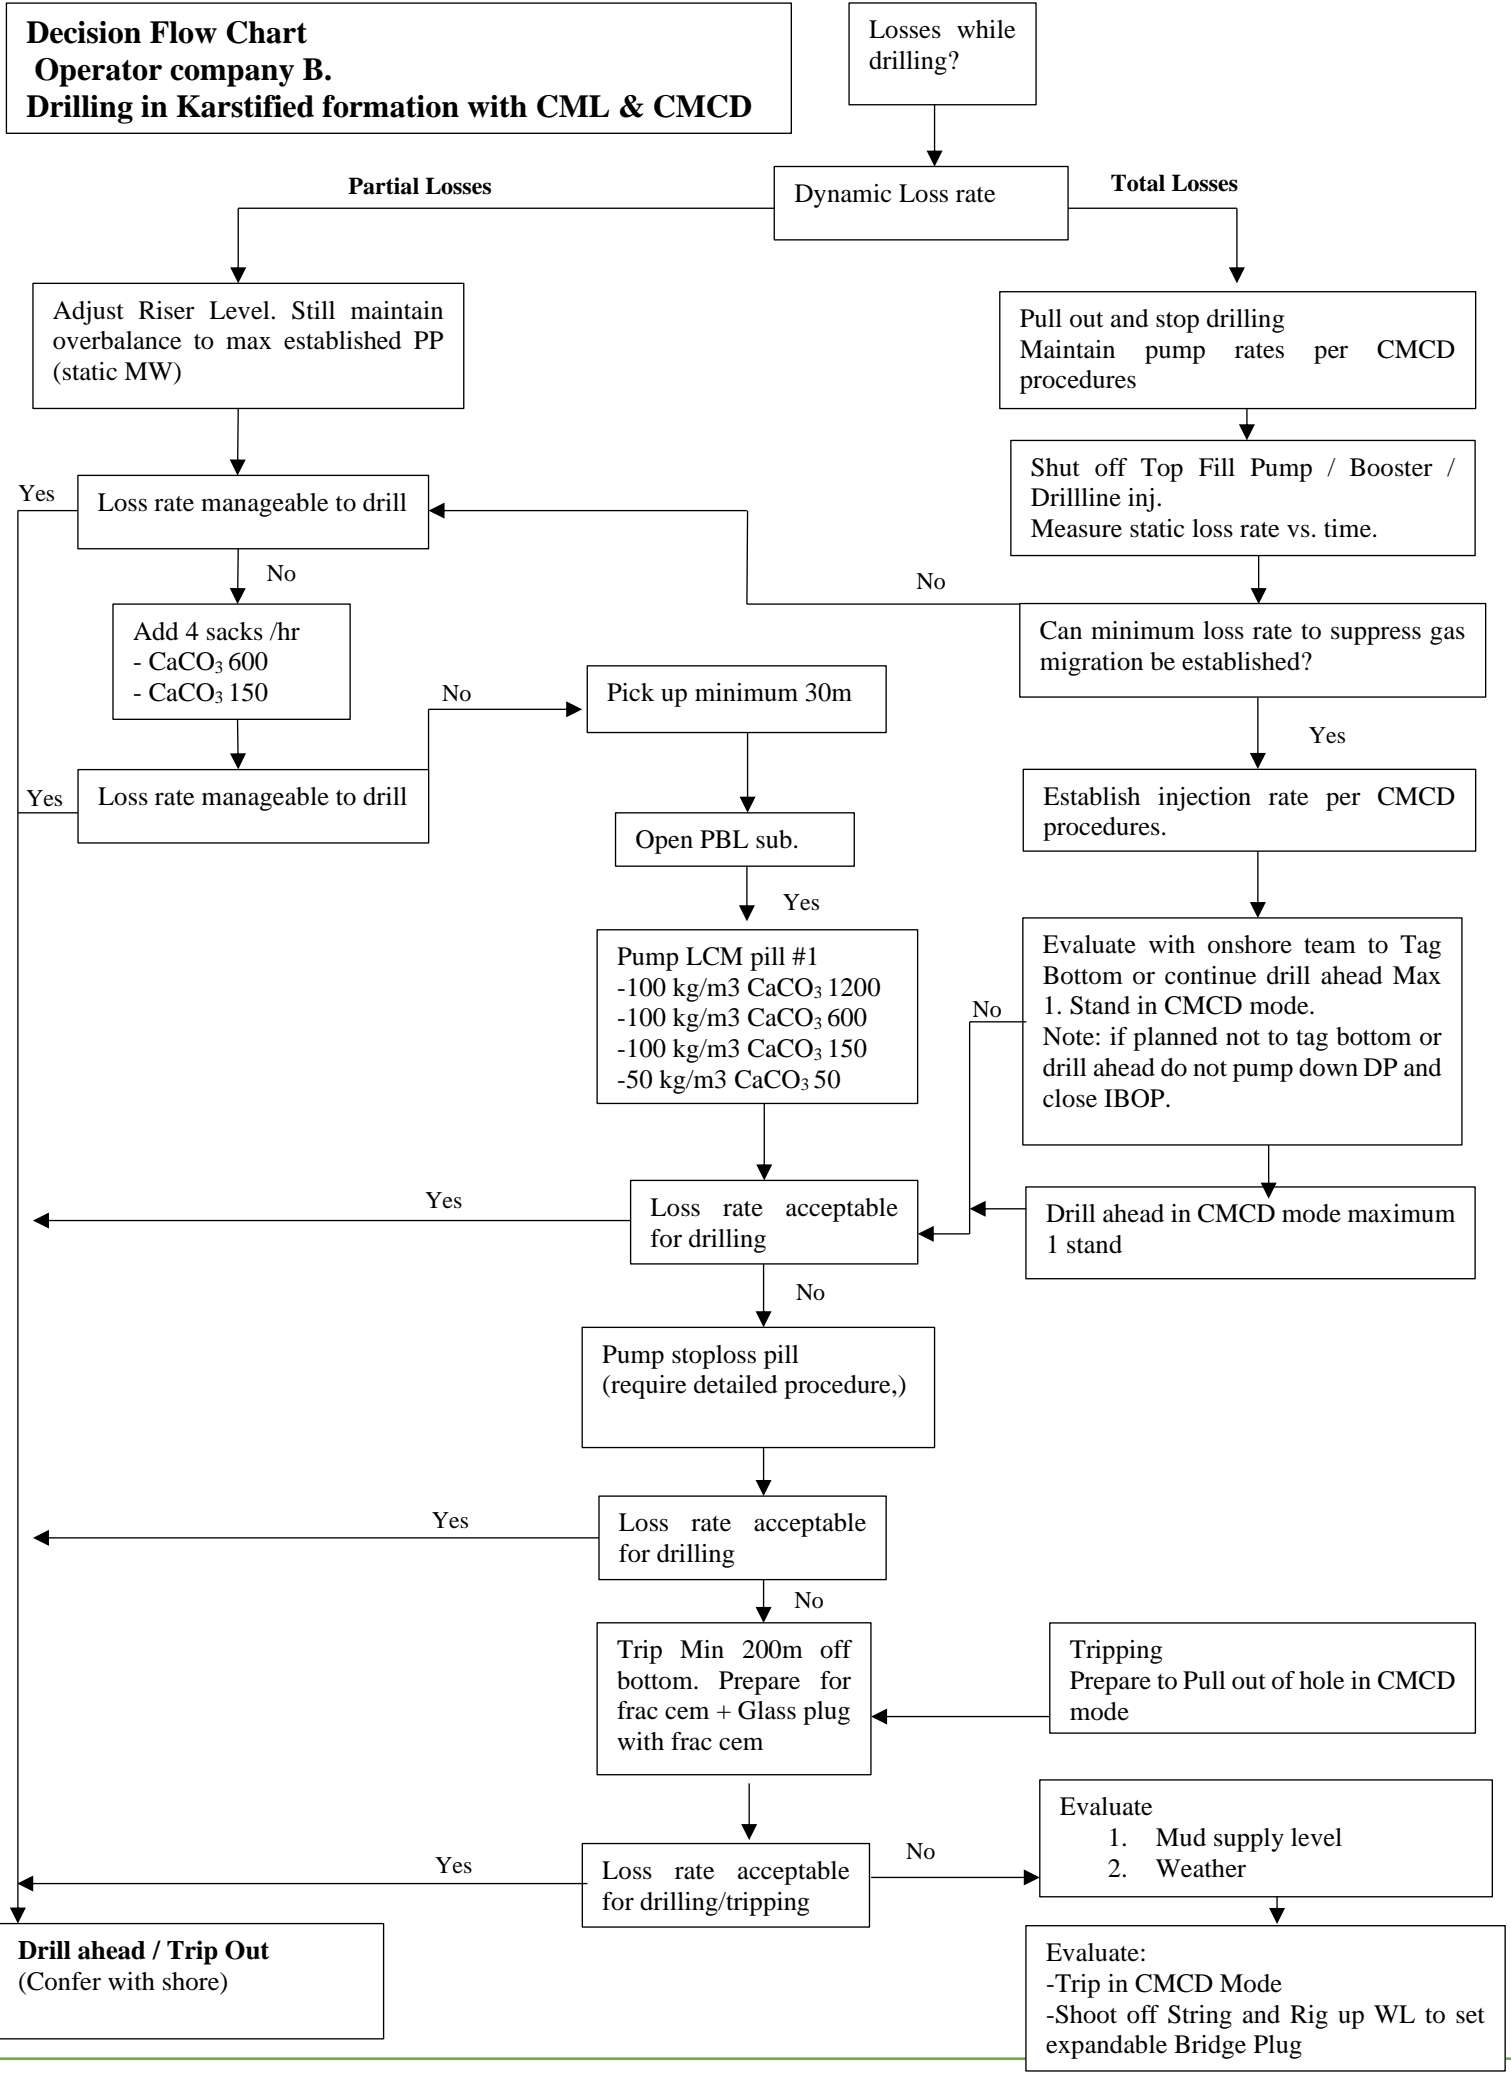 Decision Flow Chart
Operator company B.
Drilling in Karstified formation with CML & CMCD
Losses while
drilling?
Partial Losses
Dynamic Loss rate
Total Losses
Adjust Riser Level. Still maintain
overbalance to max established PP
(static MW)
Pull out and stop drilling
Maintain pump rates per CMCD
procedures
Shut off Top Fill Pump / Booster /
Drillline inj.
Measure static loss rate vs. time.
Yes
Loss rate manageable to drill
No
No
Add 4 sacks /hr
- CaCO₃ 600
- CaCO₃ 150
Can minimum loss rate to suppress gas
migration be established?
No
Pick up minimum 30m
Yes
Yes
Loss rate manageable to drill
Establish injection rate per CMCD
procedures.
Open PBL sub.
Yes
Pump LCM pill #1
-100 kg/m3 CaCO₃ 1200
-100 kg/m3 CaCO₃ 600
-100 kg/m3 CaCO₃ 150
-50 kg/m3 CaCO₃ 50
Evaluate with onshore team to Tag
Bottom or continue drill ahead Max
1. Stand in CMCD mode.
Note: if planned not to tag bottom or
drill ahead do not pump down DP and
close IBOP.
No
Yes
Loss rate acceptable
for drilling
Drill ahead in CMCD mode maximum
1 stand
No
Pump stoploss pill
(require detailed procedure,)
Yes
Loss rate acceptable
for drilling
No
Trip Min 200m off
bottom. Prepare for
frac cem + Glass plug
with frac cem
Tripping
Prepare to Pull out of hole in CMCD
mode
Evaluate
1. Mud supply level
2. Weather
Yes
Loss rate acceptable
for drilling/tripping
No
Drill ahead / Trip Out
(Confer with shore)
Evaluate:
-Trip in CMCD Mode
-Shoot off String and Rig up WL to set
expandable Bridge Plug